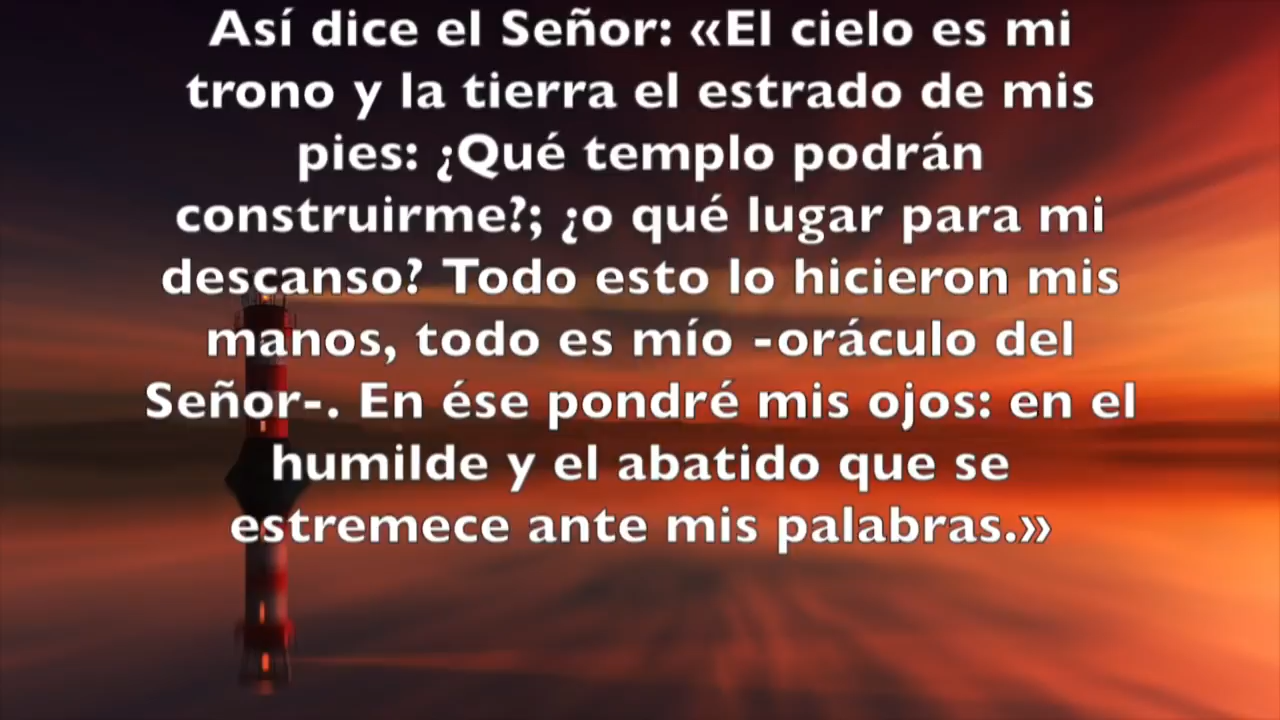 Así dice el Señor: «El cielo es mi
trono y la tierra el estrado de mis
pies: ¿Qué templo podrán
construirme?; ¿o qué lugar para mi
descanso? Todo esto lo hicieron mis
manos, todo es mío -oráculo del
Señor-. En ése pondré mis ojos: en el
humilde y el abatido que se
estremece ante mis palabras.»